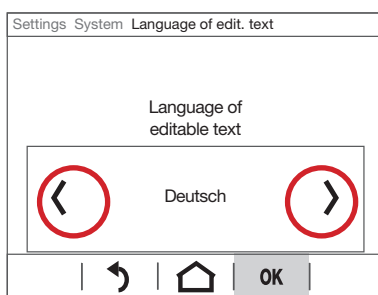 Settings System Language of edit. text
Language of
editable text
Deutsch
OK